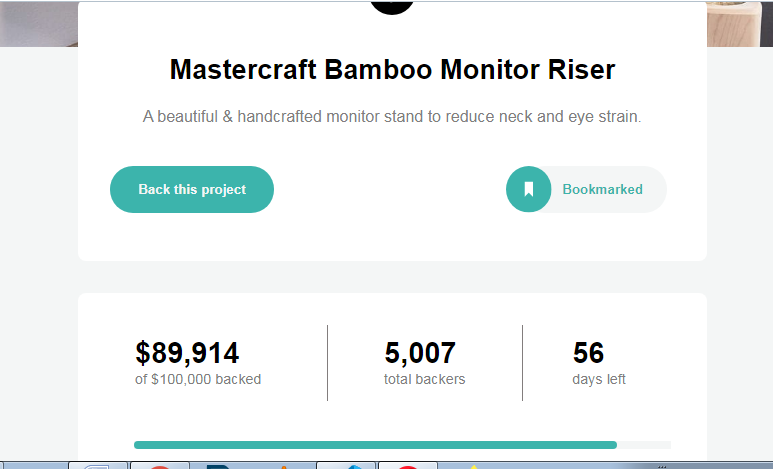 Mastercraft Bamboo Monitor Riser
A beautiful & handcrafted monitor stand to reduce neck and eye strain.
Back this project
Bookmarked
$89,914
of $100,000 backed
5,007
total backers
56
days left